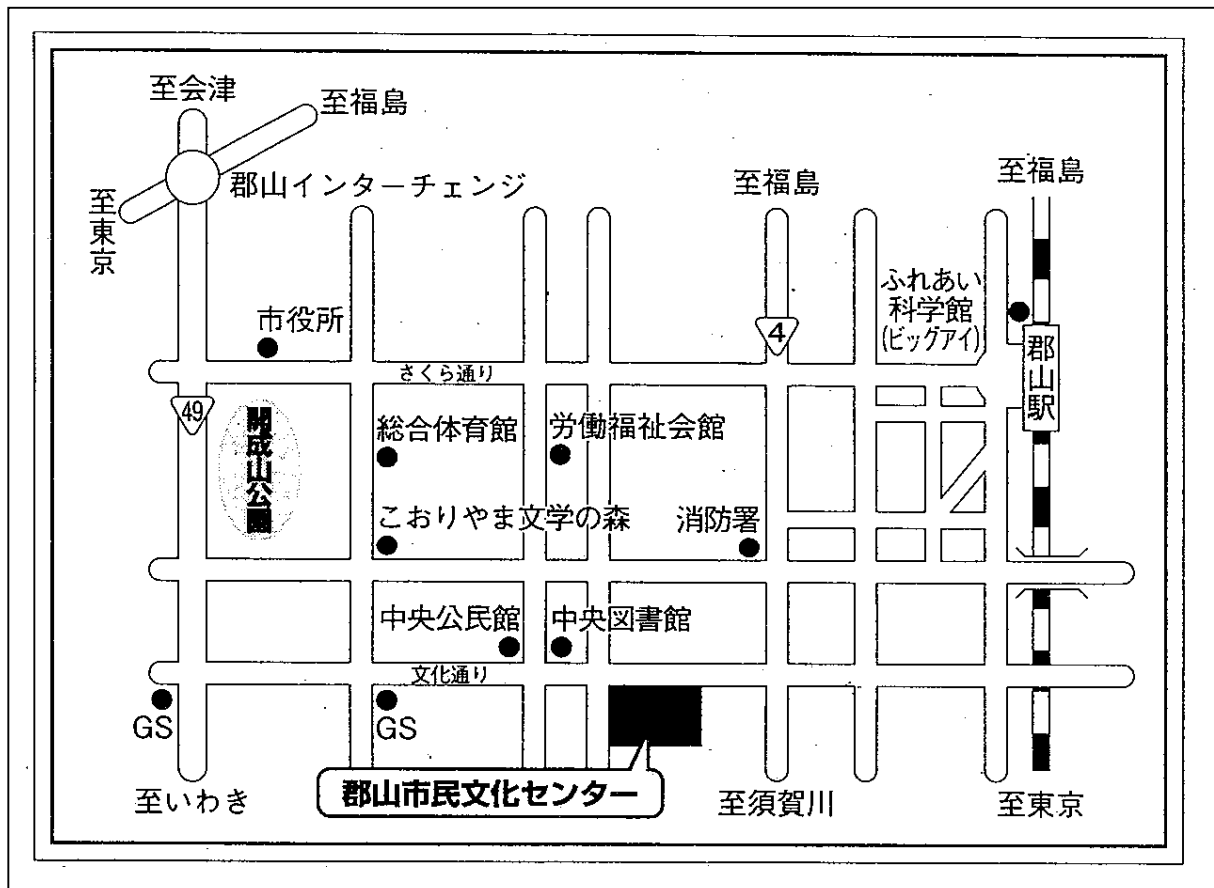 至会津
至福島
郡山インターチェンジ
至東京
至福島
至福島
市役所
ふれあい
科学館
(ビッグアイ)
4
郡山駅
さくら通り
49
開成山公園
総合体育館
労働福祉会館
こおりやま文学の森
消防署
中央公民館
中央図書館
文化通り
GS
GS
郡山市民文化センター
至いわき
至須賀川
至東京